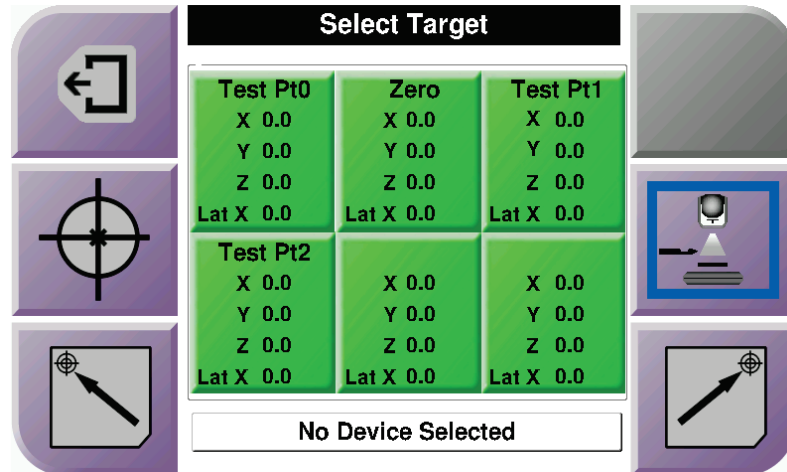 Select Target
Test Pt0 Zero Test Pt1
X 0.0 X 0.0 X 0.0
Y 0.0 Y 0.0 Y 0.0
Z 0.0 Z 0.0 Z 0.0
Lat X 0.0 Lat X 0.0 Lat X 0.0
Test Pt2
X 0.0 X 0.0 X 0.0
Y 0.0 Y 0.0 Y 0.0
Z 0.0 Z 0.0 Z 0.0
Lat X 0.0 Lat X 0.0 Lat X 0.0
No Device Selected